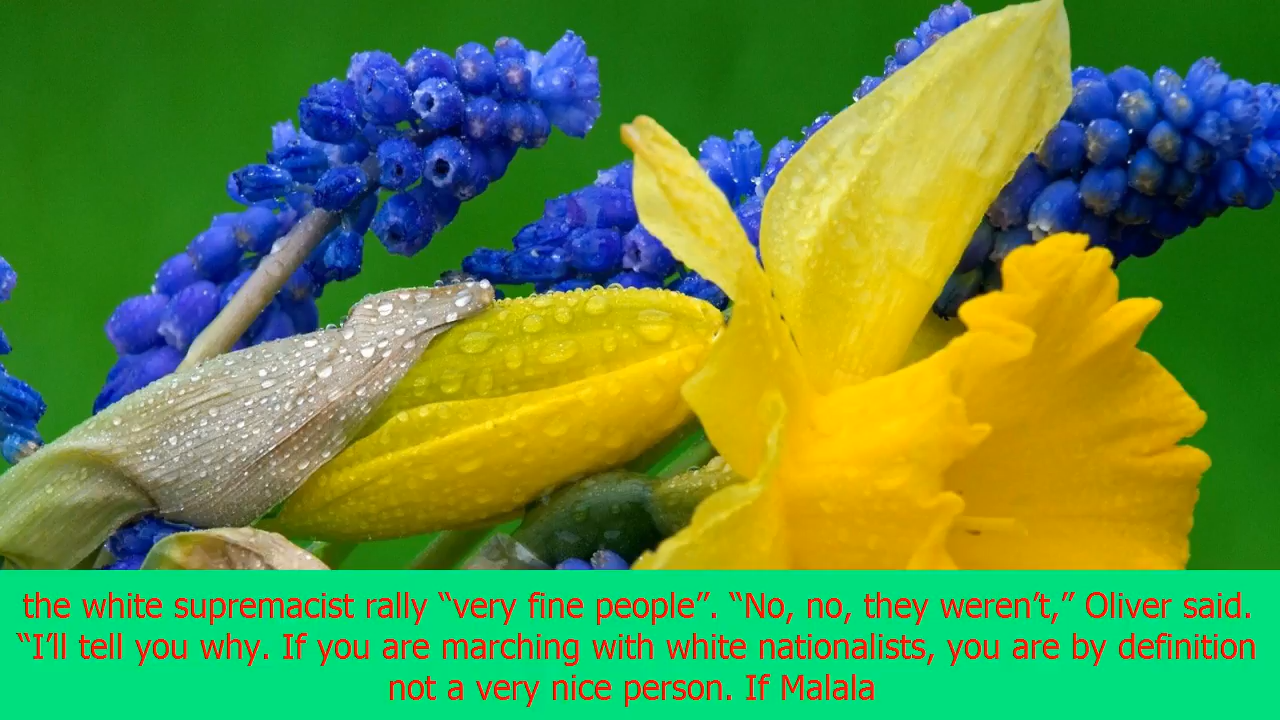 the white supremacist rally “very fine people”. “No, no, they weren’t,” Oliver said.
“I’ll tell you why. If you are marching with white nationalists, you are by definition
not a very nice person. If Malala